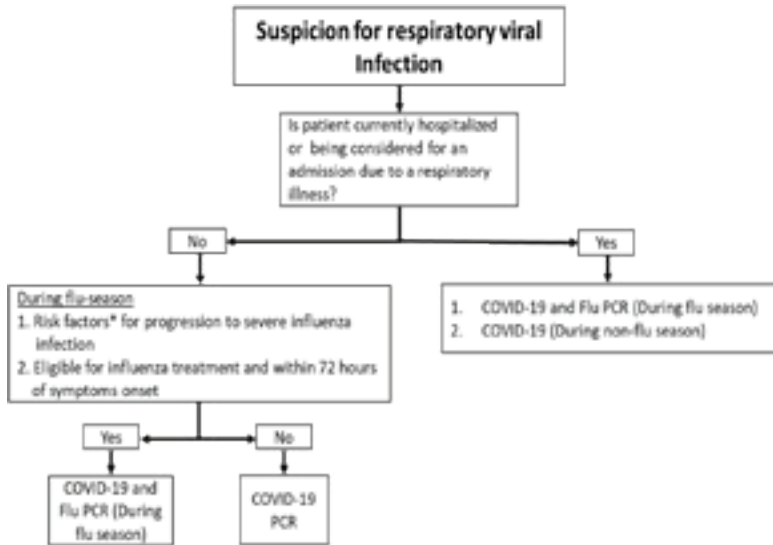 Suspicion for respiratory viral
Infection
Is patient currently hospitalized
or being considered for an
admission due to a respiratory
illness?
No
Yes
During flu-season
1. Risk factors* for progression to severe influenza
infection
2. Eligible for influenza treatment and within 72 hours
of symptoms onset
1. COVID-19 and Flu PCR (During flu season)
2. COVID-19 (During non-flu season)
Yes
No
COVID-19 and
Flu PCR (During
flu season)
COVID-19
PCR